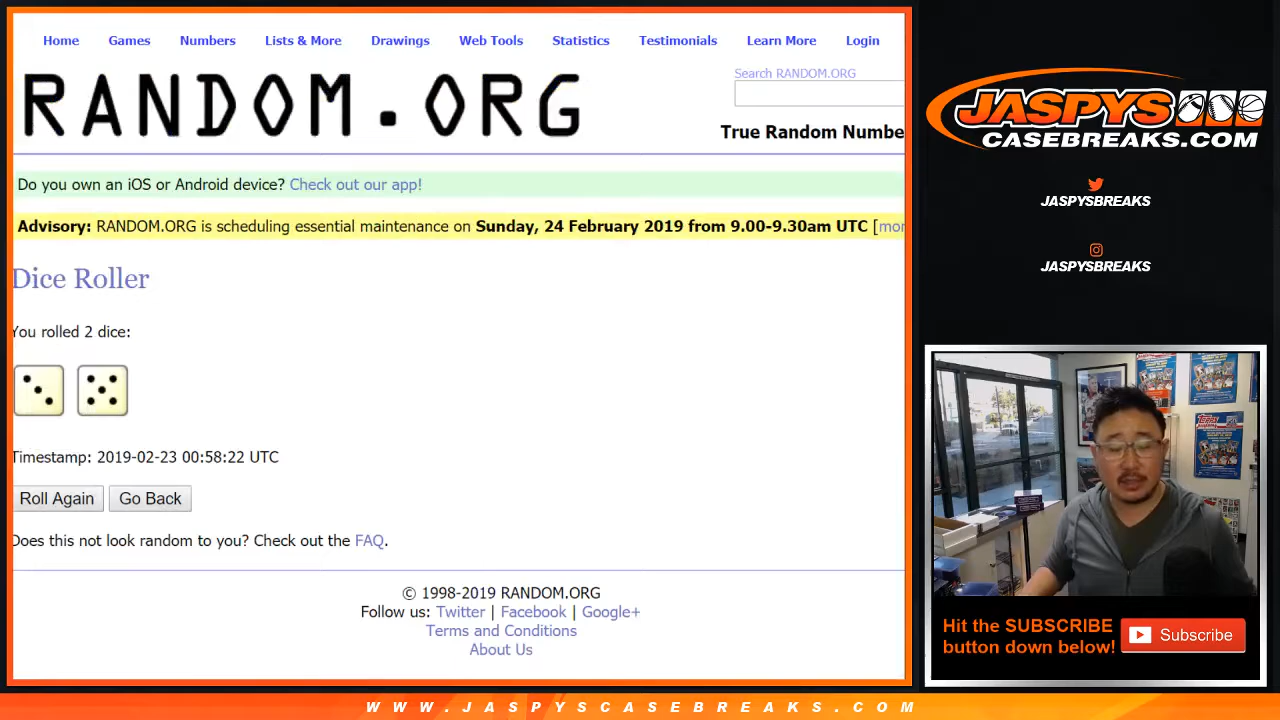 Home Games Numbers Lists & More Drawings Web Tools Statistics Testimonials Learn More Login
RANDOM.ORG
Search RANDOM.ORG
True Random Numbe
Do you own an iOS or Android device? Check out our app!
Advisory: RANDOM.ORG is scheduling essential maintenance on Sunday, 24 February 2019 from 9.00-9.30am UTC [mor
Dice Roller
You rolled 2 dice:
Timestamp: 2019-02-23 00:58:22 UTC
Roll Again Go Back
Does this not look random to you? Check out the FAQ.
© 1998-2019 RANDOM.ORG
Follow us: Twitter | Facebook | Google+
Terms and Conditions
About Us
JASPYS
CASEBREAKS.COM
JASPYSBREAKS
JASPYSBREAKS
Topps
Hit the SUBSCRIBE
button down below!
Subscribe
WWW.JASPYSCASEBREAKS.COM